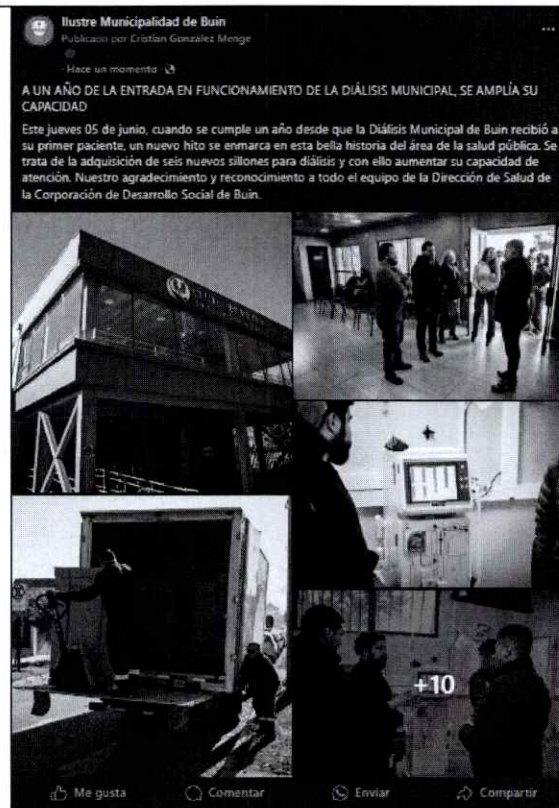 Ilustre Municipalidad de Buin
Publicado por Cristian González Menge
· Hace un momento ·
A UN AÑO DE LA ENTRADA EN FUNCIONAMIENTO DE LA DIÁLISIS MUNICIPAL, SE AMPLÍA SU
CAPACIDAD
Este jueves 05 de junio, cuando se cumple un año desde que la Diálisis Municipal de Buin recibió a
su primer paciente, un nuevo hito se enmarca en esta bella historia del área de la salud pública. Se
trata de la adquisición de seis nuevos sillones para diálisis y con ello aumentar su capacidad de
atención. Nuestro agradecimiento y reconocimiento a todo el equipo de la Dirección de Salud de
la Corporación de Desarrollo Social de Buin.
+10
Me gusta
Comentar
Enviar
Compartir